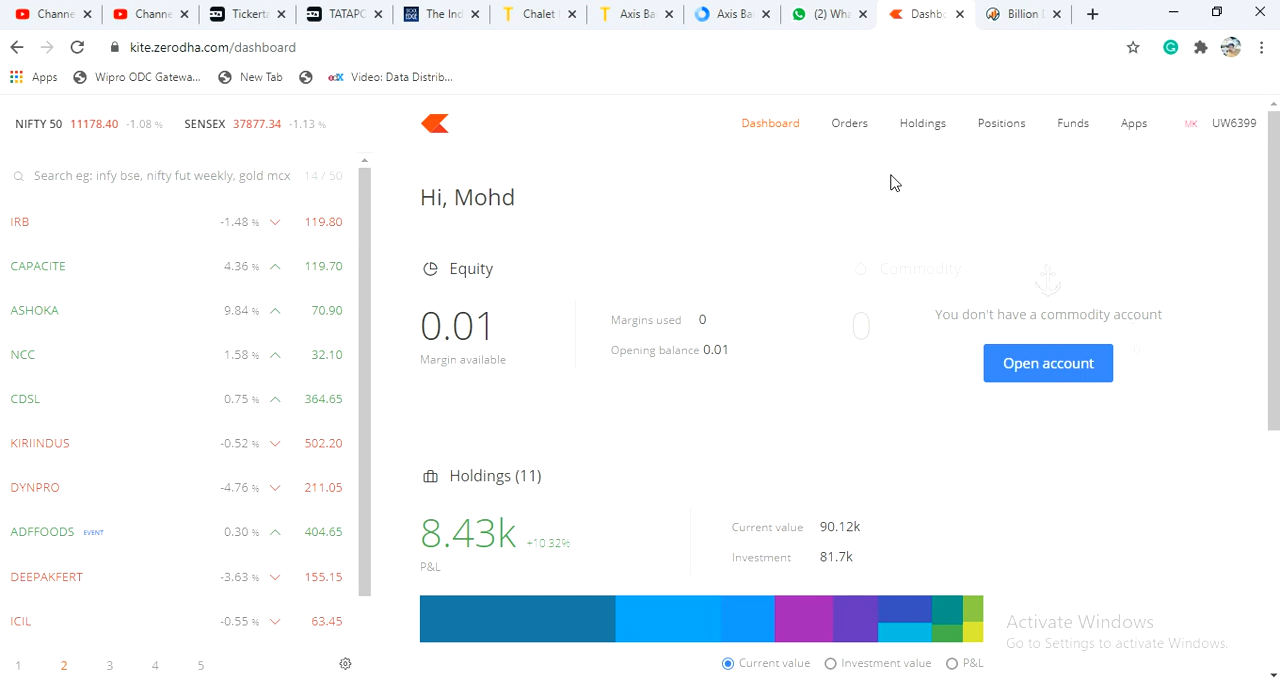 Channe
Channe
Tickerta
TATAPC
The Ind
Chalet
Axis Ba
Axis Ba
(2) Wha
Dashbo
Billion
kite.zerodha.com/dashboard
Apps
Wipro ODC Gatewa...
New Tab
edX
Video: Data Distrib...
NIFTY 50 11178.40 -1.08 %
SENSEX 37877.34 -1.13 %
Dashboard
Orders
Holdings
Positions
Funds
Apps
MK
UW6399
Search eg: infy bse, nifty fut weekly, gold mcx
14 / 50
IRB -1.48 % 119.80
CAPACITE 4.36 % 119.70
ASHOKA 9.84 % 70.90
NCC 1.58 % 32.10
CDSL 0.75 % 364.65
KIRIINDUS -0.52 % 502.20
DYNPRO -4.76 % 211.05
ADFFOODS EVENT 0.30 % 404.65
DEEPAKFERT -3.63 % 155.15
ICIL -0.55 % 63.45
1 2 3 4 5
Hi, Mohd
Equity
0.01
Margin available
Margins used 0
Opening balance 0.01
Commodity
0
You don't have a commodity account
0
Open account
Holdings (11)
8.43k +10.32%
P&L
Current value 90.12k
Investment 81.7k
Current value
Investment value
P&L
Activate Windows
Go to Settings to activate Windows.